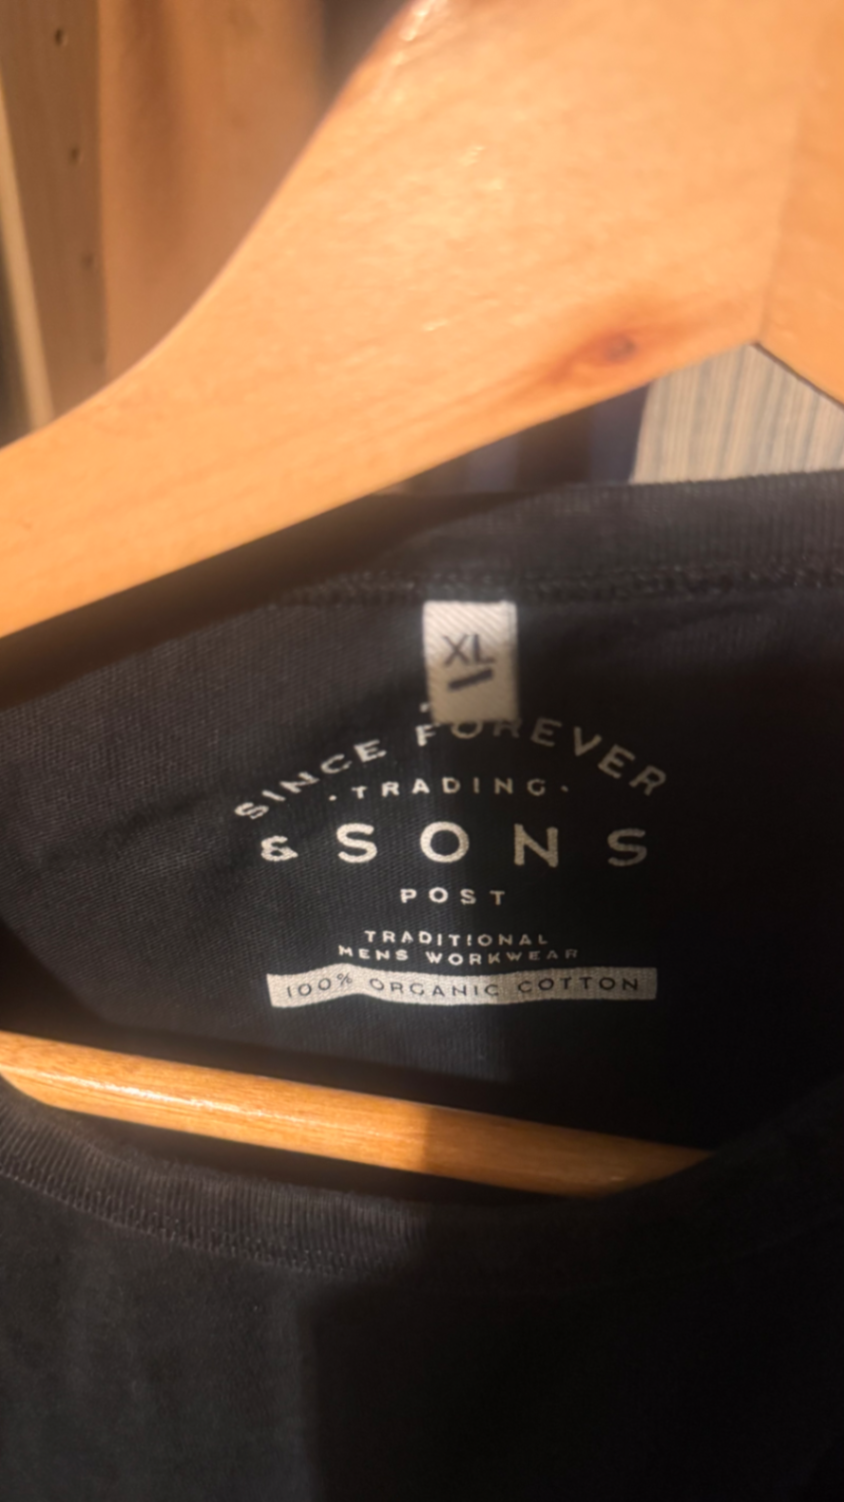 XL
SINCE FOREVER
·TRADING·
& SONS
POST
TRADITIONAL
MENS WORKWEAR
100% ORGANIC COTTON